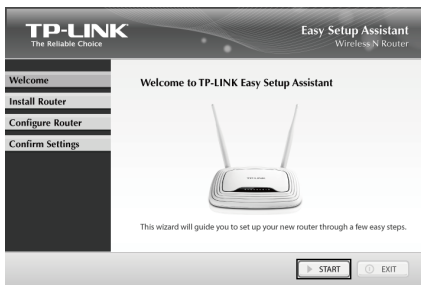 TP-LINK
The Reliable Choice
Easy Setup Assistant
Wireless N Router
Welcome
Install Router
Configure Router
Confirm Settings
Welcome to TP-LINK Easy Setup Assistant
TP-LINK
This wizard will guide you to set up your new router through a few easy steps.
START
EXIT